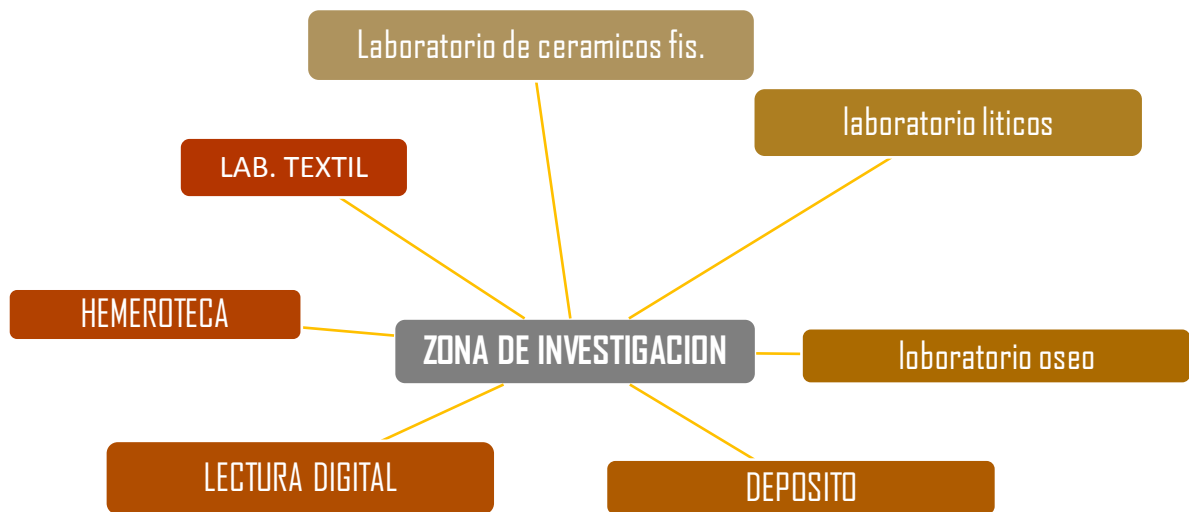 Laboratorio de ceramicos fis.
laboratorio liticos
LAB. TEXTIL
HEMEROTECA
ZONA DE INVESTIGACION
loboratorio oseo
LECTURA DIGITAL
DEPOSITO